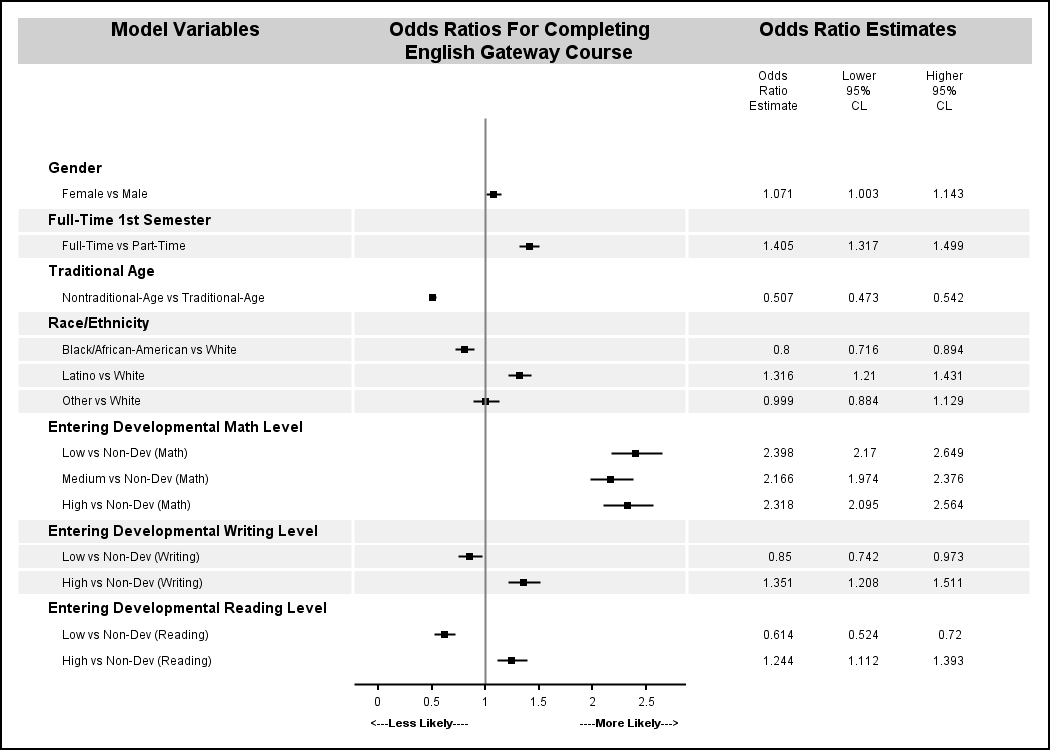 Model Variables
Odds Ratios For Completing
English Gateway Course
Odds Ratio Estimates
Odds Ratio Estimate
Lower 95% CL
Higher 95% CL
Gender
Female vs Male 1.071 1.003 1.143
Full-Time 1st Semester
Full-Time vs Part-Time 1.405 1.317 1.499
Traditional Age
Nontraditional-Age vs Traditional-Age 0.507 0.473 0.542
Race/Ethnicity
Black/African-American vs White 0.8 0.716 0.894
Latino vs White 1.316 1.21 1.431
Other vs White 0.999 0.884 1.129
Entering Developmental Math Level
Low vs Non-Dev (Math) 2.398 2.17 2.649
Medium vs Non-Dev (Math) 2.166 1.974 2.376
High vs Non-Dev (Math) 2.318 2.095 2.564
Entering Developmental Writing Level
Low vs Non-Dev (Writing) 0.85 0.742 0.973
High vs Non-Dev (Writing) 1.351 1.208 1.511
Entering Developmental Reading Level
Low vs Non-Dev (Reading) 0.614 0.524 0.72
High vs Non-Dev (Reading) 1.244 1.112 1.393
0 0.5 1 1.5 2 2.5
<---Less Likely---- ----More Likely--->